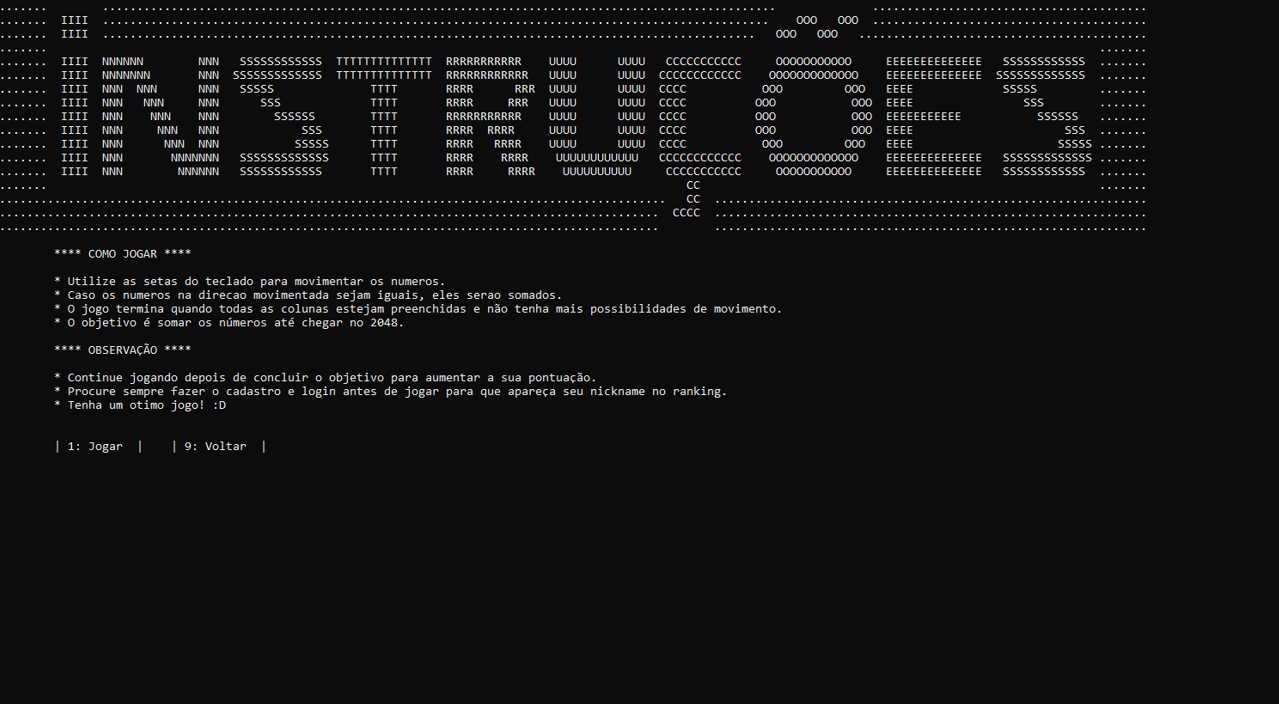 INSTRUÇÕES
**** COMO JOGAR ****
* Utilize as setas do teclado para movimentar os numeros.
* Caso os numeros na direcao movimentada sejam iguais, eles serao somados.
* O jogo termina quando todas as colunas estejam preenchidas e não tenha mais possibilidades de movimento.
* O objetivo é somar os números até chegar no 2048.
**** OBSERVAÇÃO ****
* Continue jogando depois de concluir o objetivo para aumentar a sua pontuação.
* Procure sempre fazer o cadastro e login antes de jogar para que apareça seu nickname no ranking.
* Tenha um otimo jogo! :D
| 1: Jogar | | 9: Voltar |